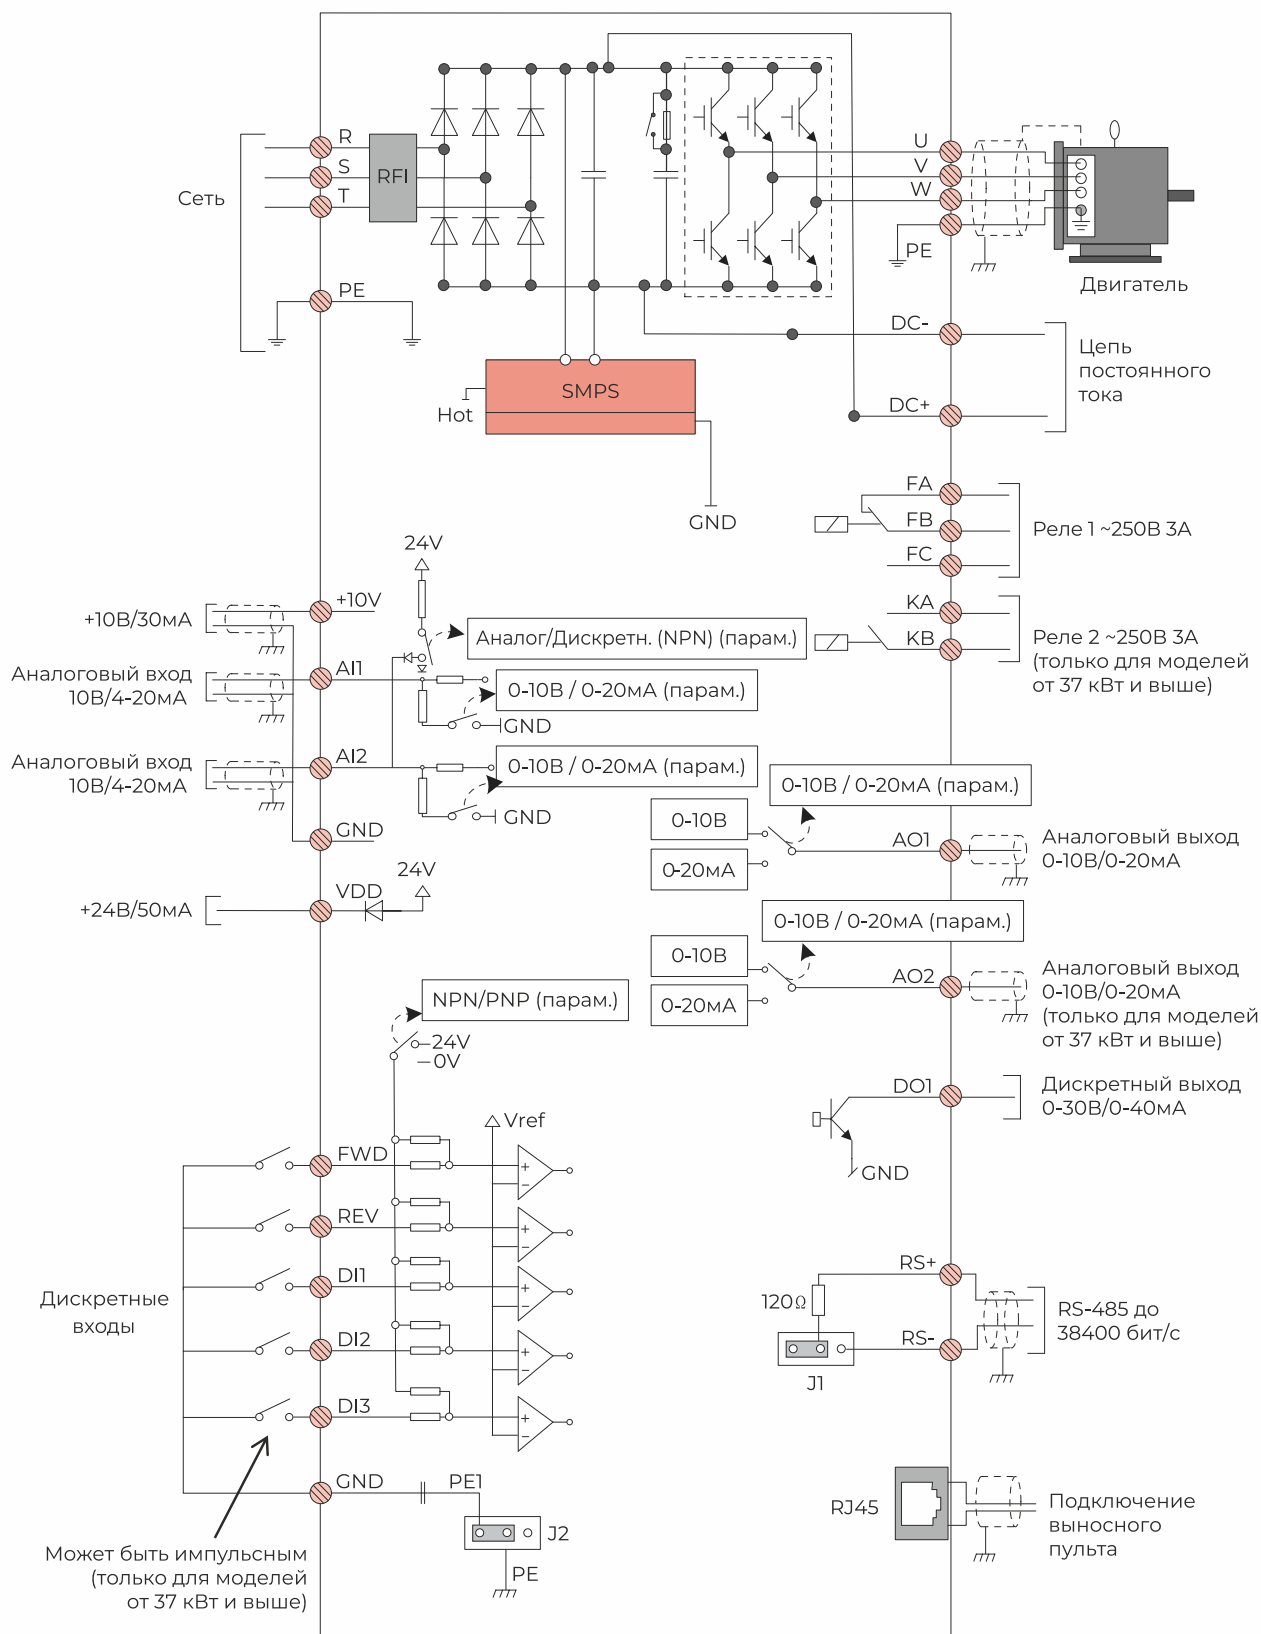 R
S
T
RFI
Сеть
PE
U
V
W
PE
Двигатель
DC-
Цепь
постоянного
тока
DC+
SMPS
Hot
GND
FA
FB
FC
Реле 1 ~250В 3А
KA
KB
Реле 2 ~250В 3А
(только для моделей
от 37 кВт и выше)
24V
+10V
+10В/30мА
Аналог/Дискретн. (NPN) (парам.)
Аналоговый вход
10В/4-20мА
AI1
0-10В / 0-20мА (парам.)
GND
Аналоговый вход
10В/4-20мА
AI2
0-10В / 0-20мА (парам.)
GND
GND
0-10В / 0-20мА (парам.)
0-10В
0-20мА
AO1
Аналоговый выход
0-10В/0-20мА
24V
VDD
+24В/50мА
0-10В / 0-20мА (парам.)
0-10В
0-20мА
AO2
Аналоговый выход
0-10В/0-20мА
(только для моделей
от 37 кВт и выше)
NPN/PNP (парам.)
24V
0V
DO1
Дискретный выход
0-30В/0-40мА
GND
Vref
FWD
+
−
REV
+
−
DI1
+
−
DI2
+
−
DI3
+
−
Дискретные
входы
GND
PE1
J2
PE
Может быть импульсным
(только для моделей
от 37 кВт и выше)
RS+
120Ω
RS-
J1
RS-485 до
38400 бит/с
RJ45
Подключение
выносного
пульта